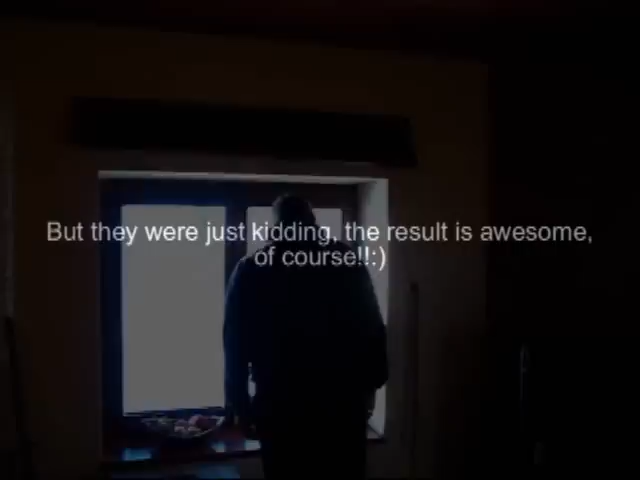 But they were just kidding, the result is awesome,
of course!!:)